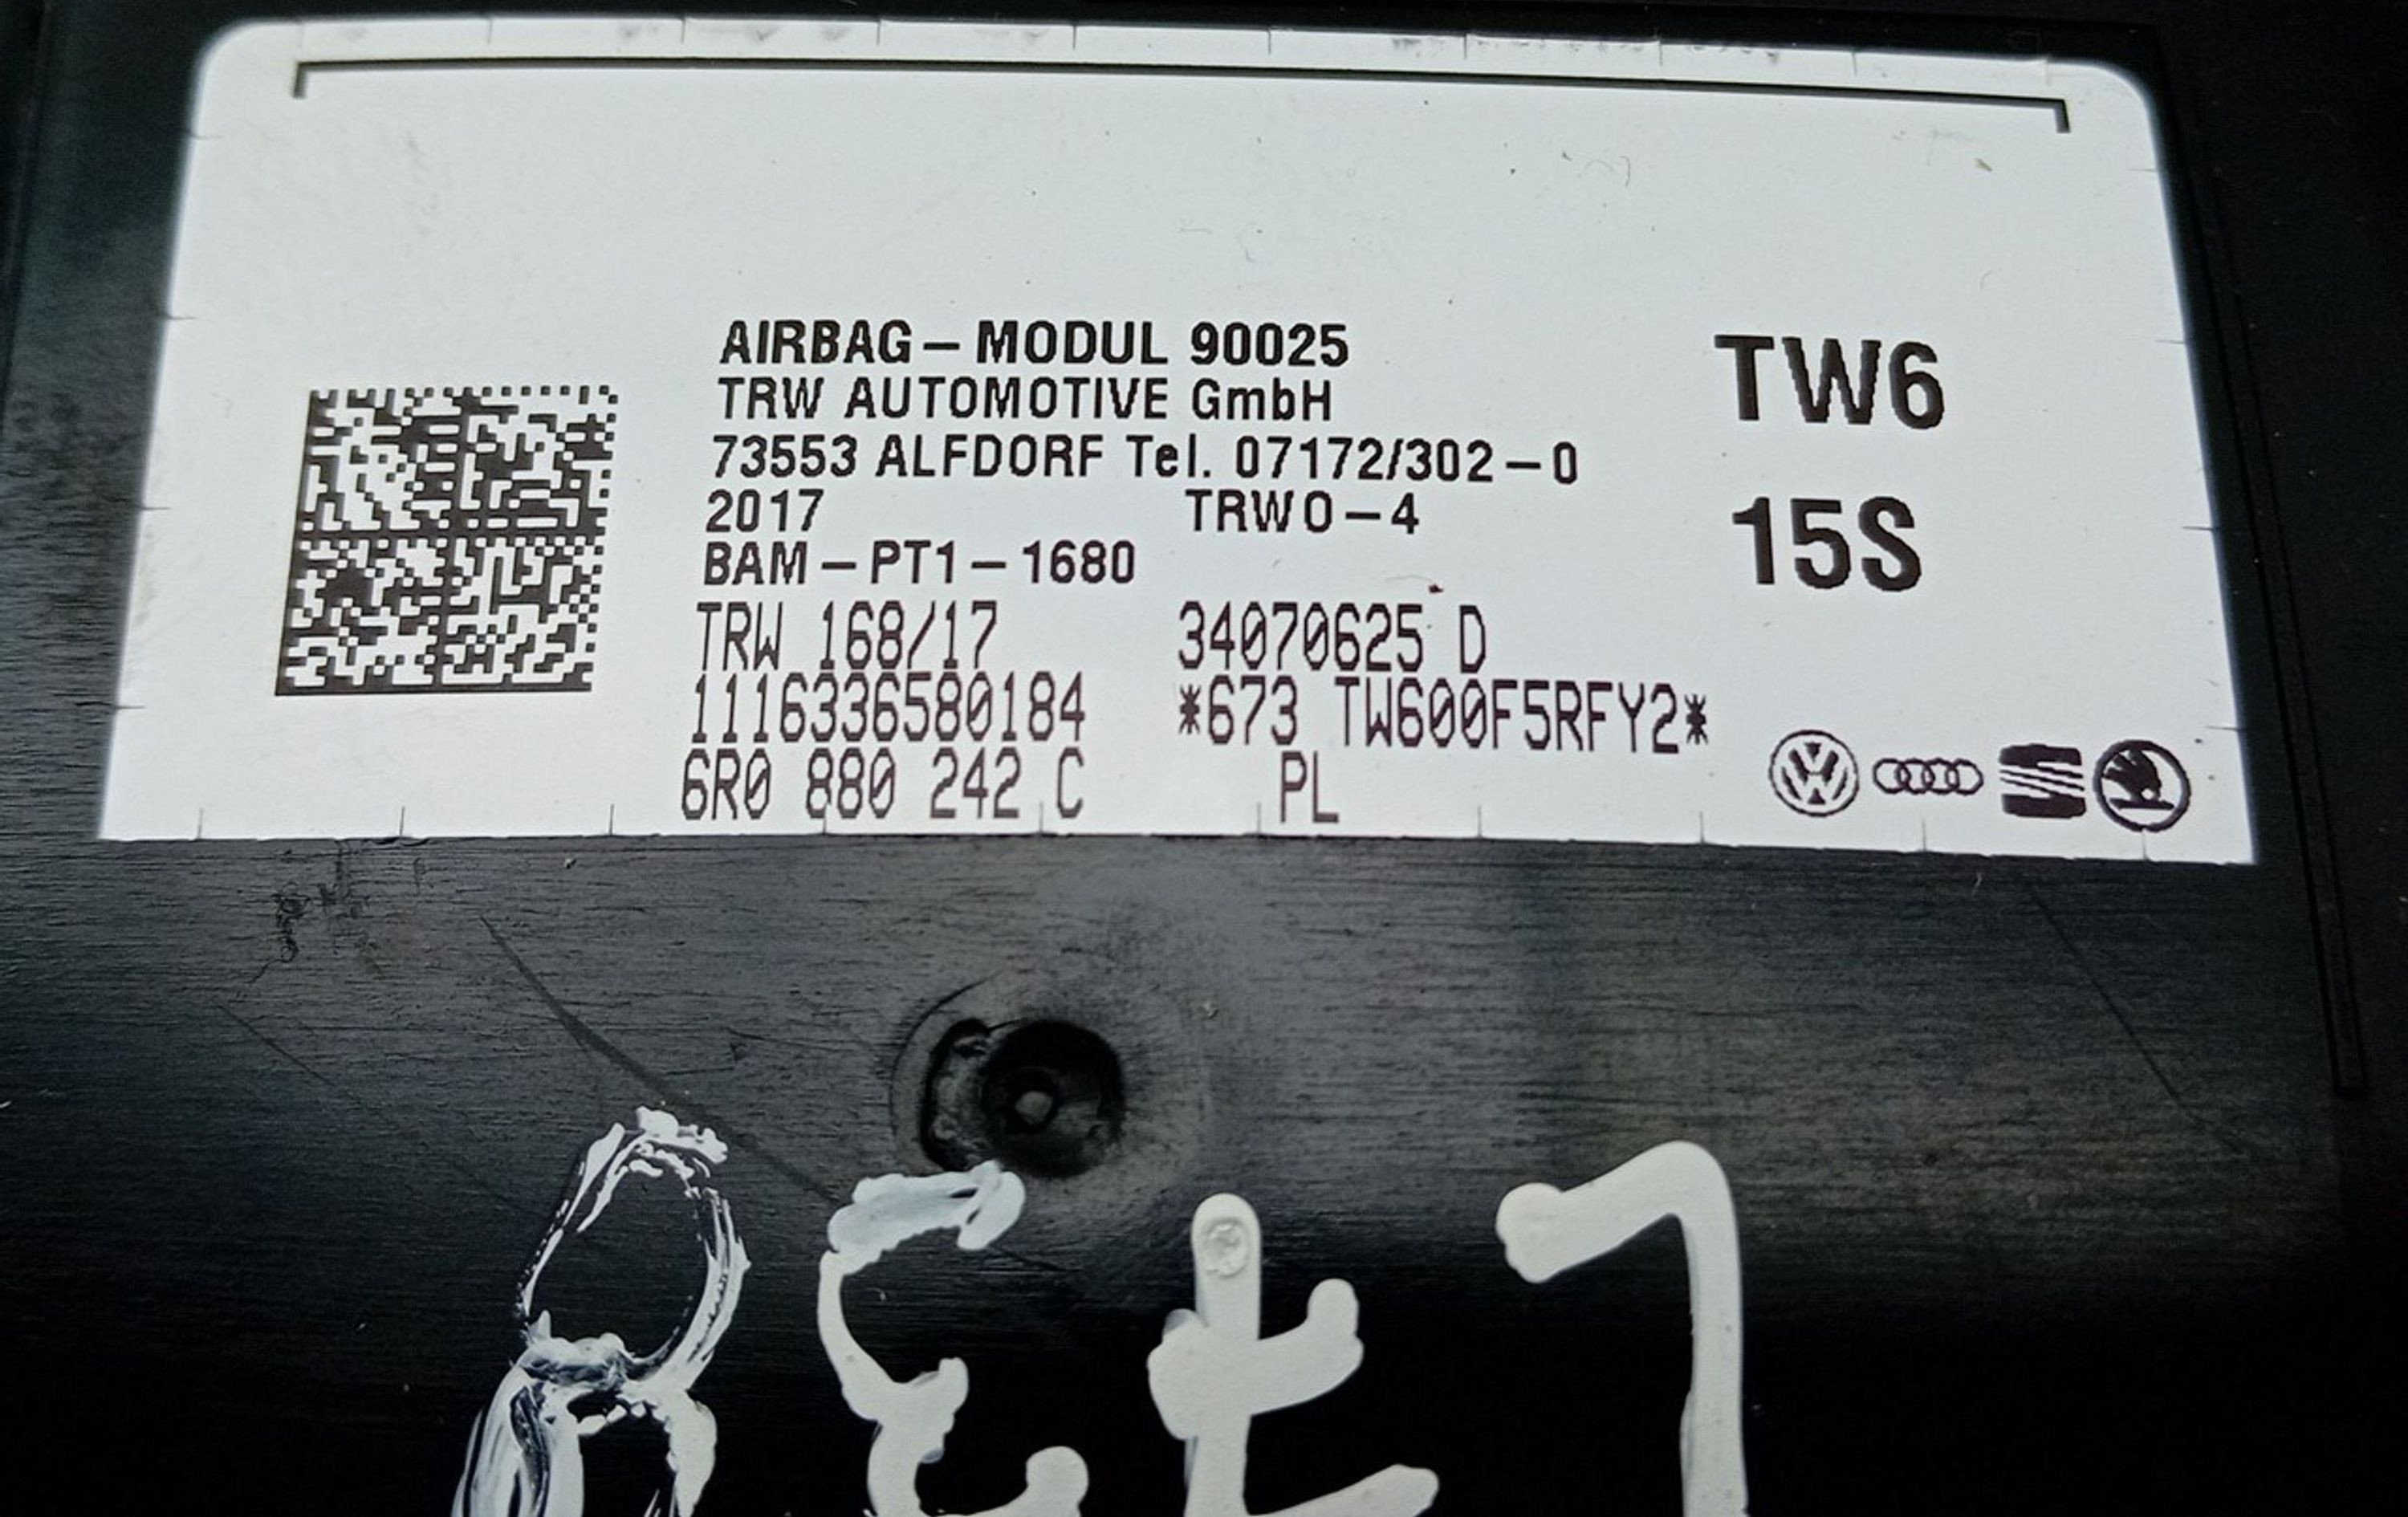 AIRBAG – MODUL 90025
TRW AUTOMOTIVE GmbH
73553 ALFDORF Tel. 07172/302 – 0
2017 TRWO – 4
BAM – PT1 – 1680
TRW 168/17 34070625 D
1116336580184 *673 TW600F5RFY2*
6R0 880 242 C PL
TW6
15S